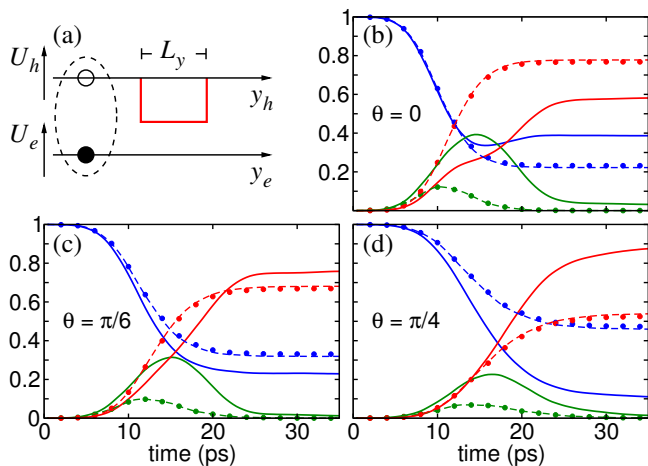 (a)
L_y
U_h
y_h
U_e
y_e
(b)
1
0.8
0.6
0.4
0.2
θ = 0
(c)
1
0.8
0.6
0.4
0.2
0
θ = π/6
0 10 20 30
time (ps)
(d)
θ = π/4
0 10 20 30
time (ps)